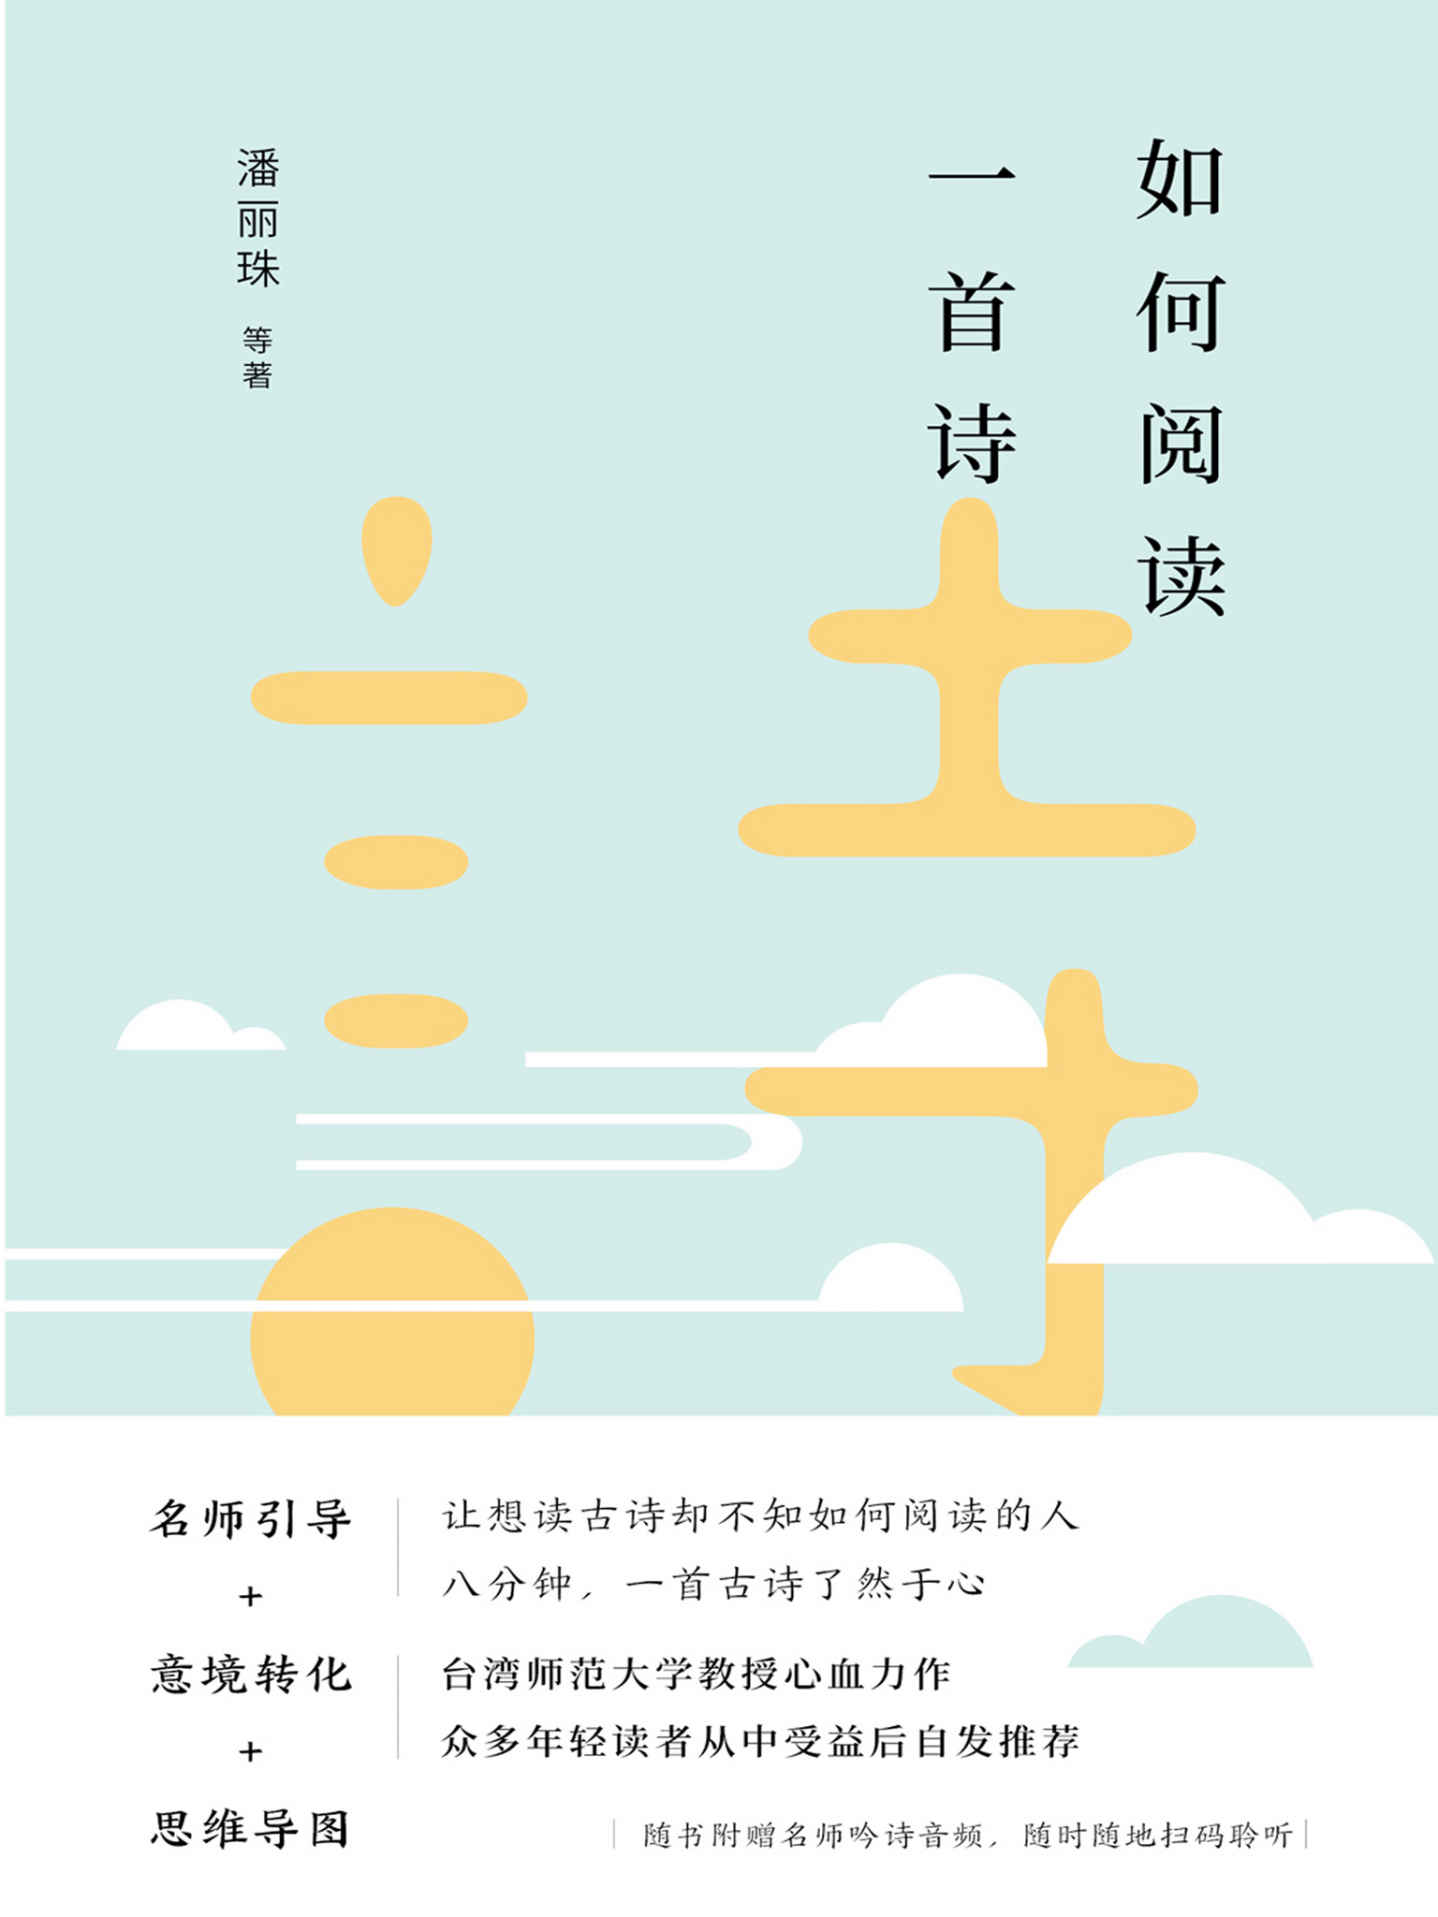 如何阅读
一首诗
潘丽珠 等著
詩
名师引导
+
意境转化
+
思维导图
让想读古诗却不知如何阅读的人
八分钟，一首古诗了然于心
台湾师范大学教授心血力作
众多年轻读者从中受益后自发推荐
随书附赠名师吟诗音频，随时随地扫码聆听